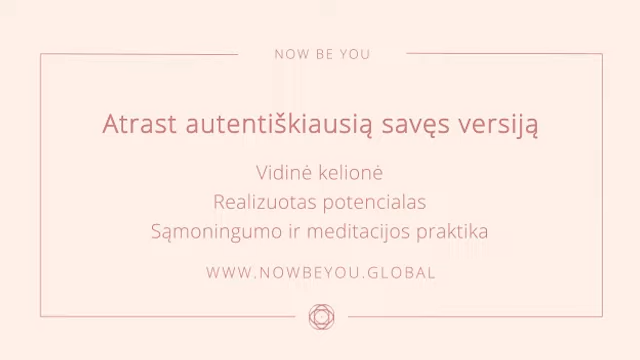 NOW BE YOU
Atrast autentiškiausią savęs versiją
Vidinė kelionė
Realizuotas potencialas
Sąmoningumo ir meditacijos praktika
WWW.NOWBEYOU.GLOBAL